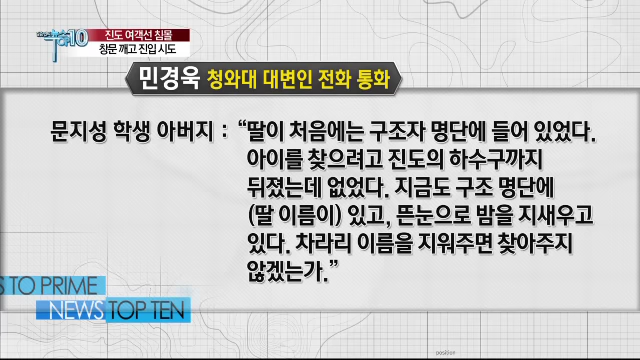 TOP10
진도 여객선 침몰
창문 깨고 진입 시도
민경욱 청와대 대변인 전화 통화
문지성 학생 아버지 : “딸이 처음에는 구조자 명단에 들어 있었다.
아이를 찾으려고 진도의 하수구까지
뒤졌는데 없었다. 지금도 구조 명단에
(딸 이름이) 있고, 뜬눈으로 밤을 지새우고
있다. 차라리 이름을 지워주면 찾아주지
않겠는가.”
S TO PRIME
NEWS TOP TEN
position